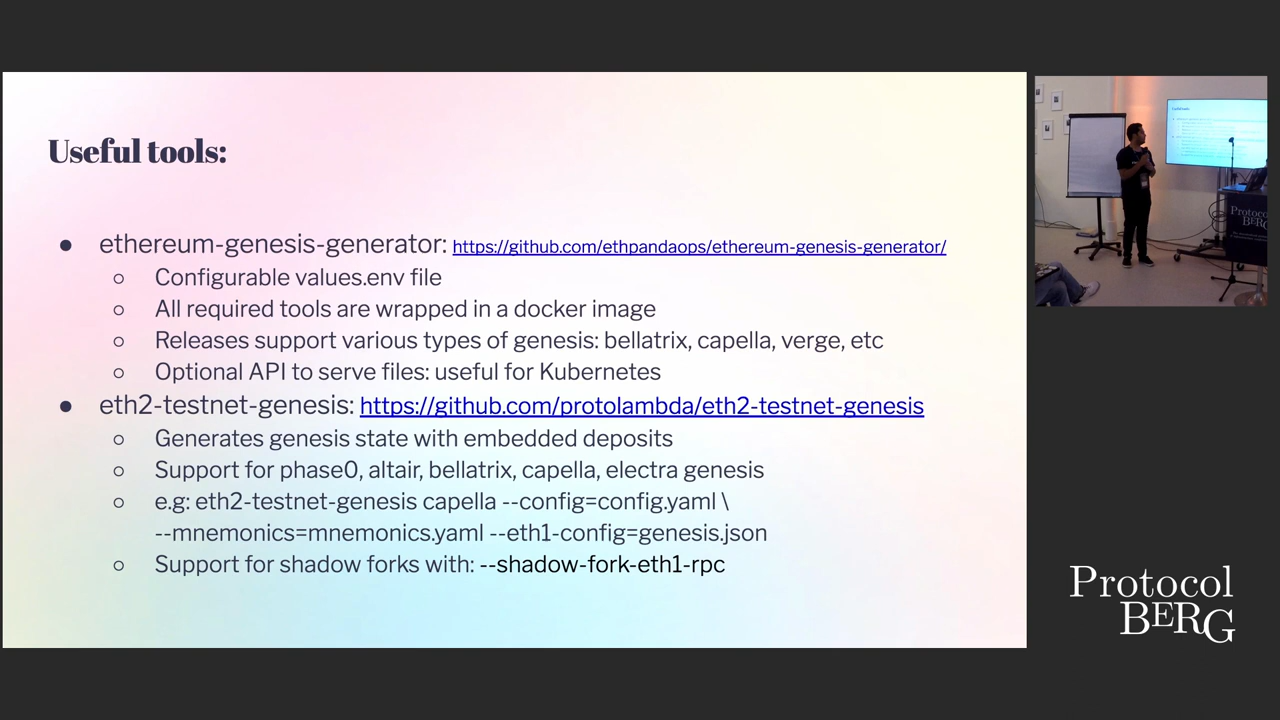 Useful tools:
● ethereum-genesis-generator: https://github.com/ethpandaops/ethereum-genesis-generator/
○ Configurable values.env file
○ All required tools are wrapped in a docker image
○ Releases support various types of genesis: bellatrix, capella, verge, etc
○ Optional API to serve files: useful for Kubernetes
● eth2-testnet-genesis: https://github.com/protolambda/eth2-testnet-genesis
○ Generates genesis state with embedded deposits
○ Support for phase0, altair, bellatrix, capella, electra genesis
○ e.g: eth2-testnet-genesis capella --config=config.yaml \
--mnemonics=mnemonics.yaml --eth1-config=genesis.json
○ Support for shadow forks with: --shadow-fork-eth1-rpc
Protocol
BERG
Protocol
BERG